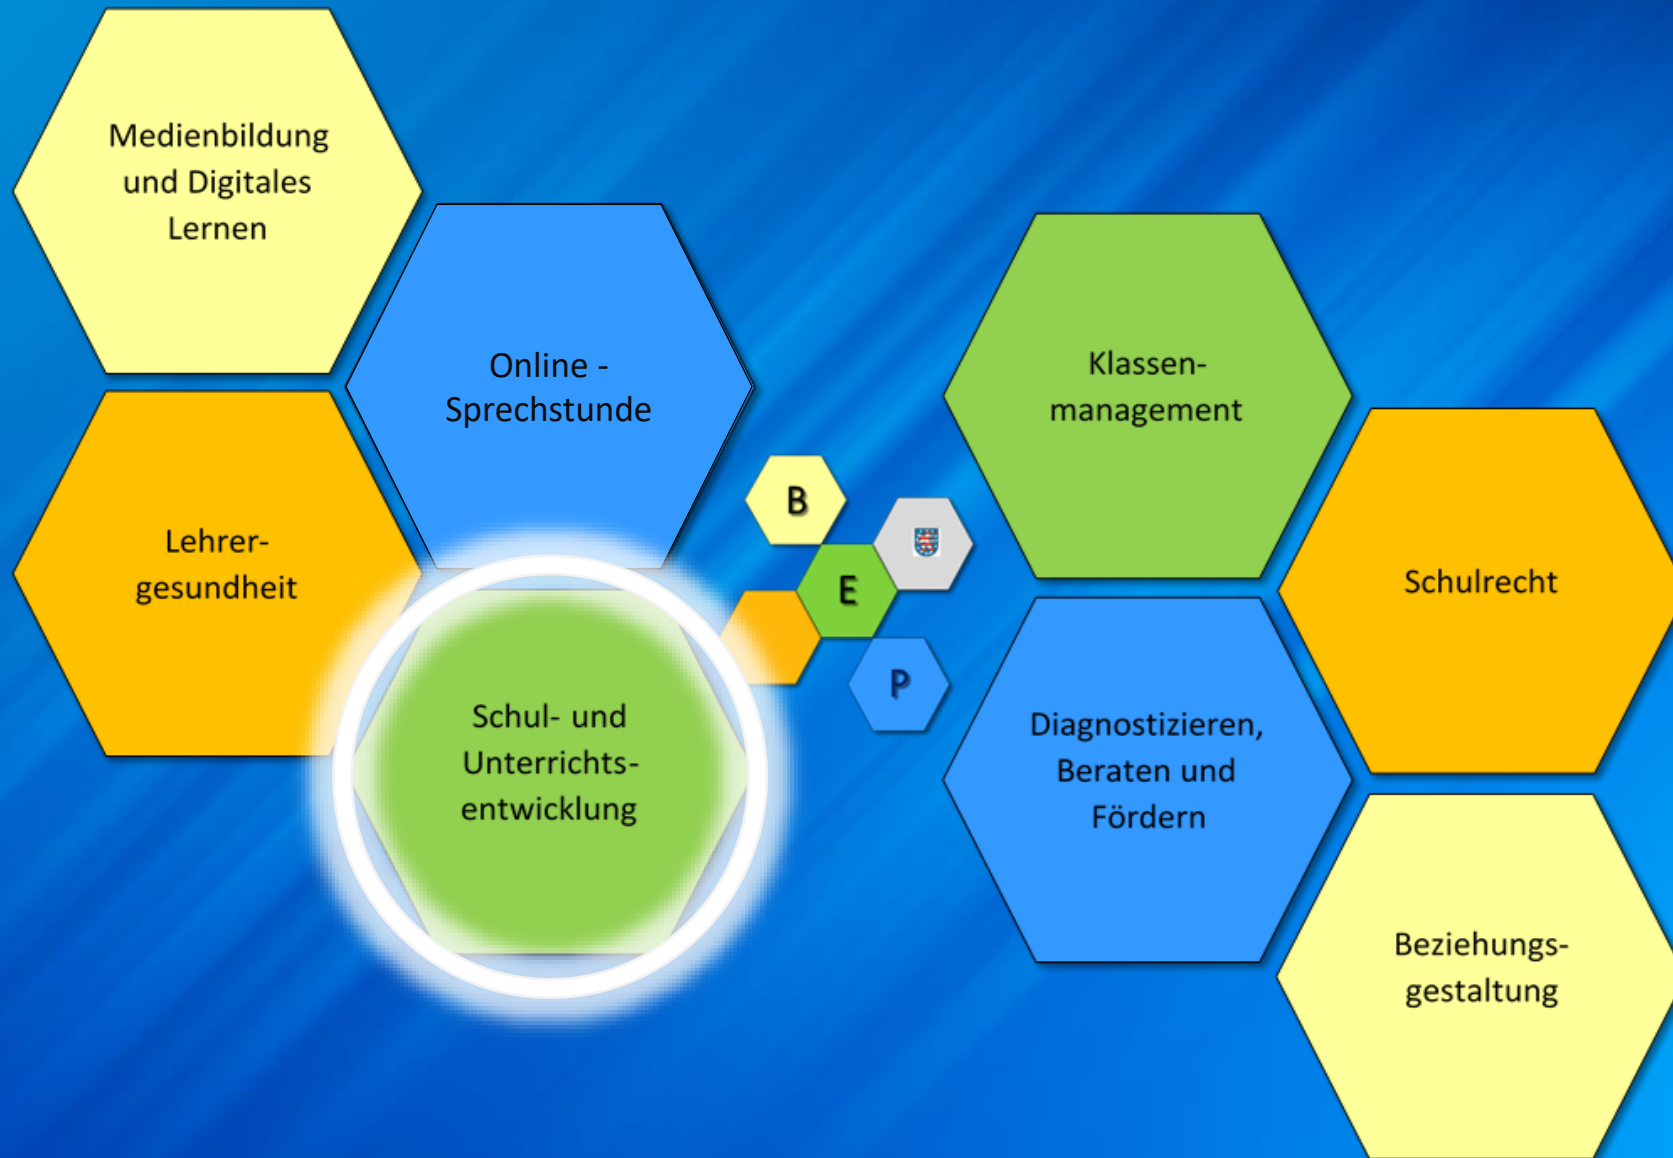 Medienbildung
und Digitales
Lernen
Online -
Sprechstunde
Lehrer-
gesundheit
Schul- und
Unterrichts-
entwicklung
B
E
P
Klassen-
management
Schulrecht
Diagnostizieren,
Beraten und
Fördern
Beziehungs-
gestaltung